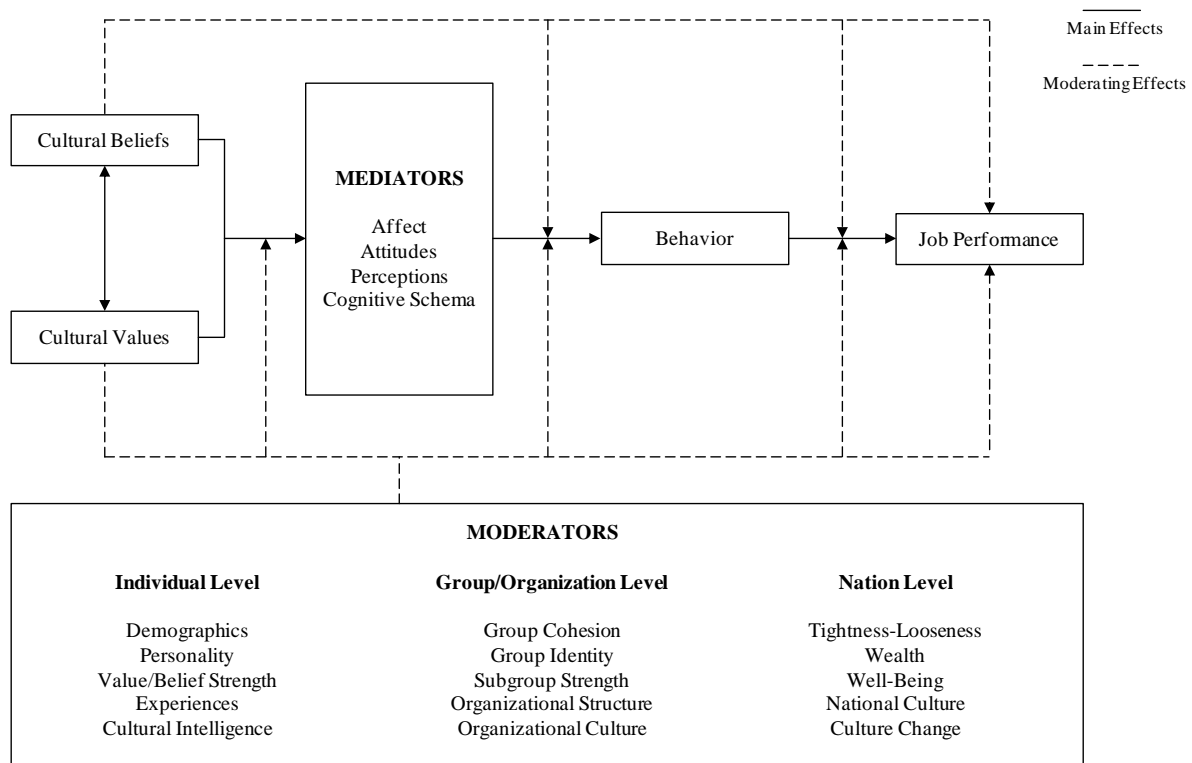 Main Effects
Moderating Effects
Cultural Beliefs
Cultural Values
MEDIATORS
Affect
Attitudes
Perceptions
Cognitive Schema
Behavior
Job Performance
MODERATORS
Individual Level
Demographics
Personality
Value/Belief Strength
Experiences
Cultural Intelligence
Group/Organization Level
Group Cohesion
Group Identity
Subgroup Strength
Organizational Structure
Organizational Culture
Nation Level
Tightness-Looseness
Wealth
Well-Being
National Culture
Culture Change